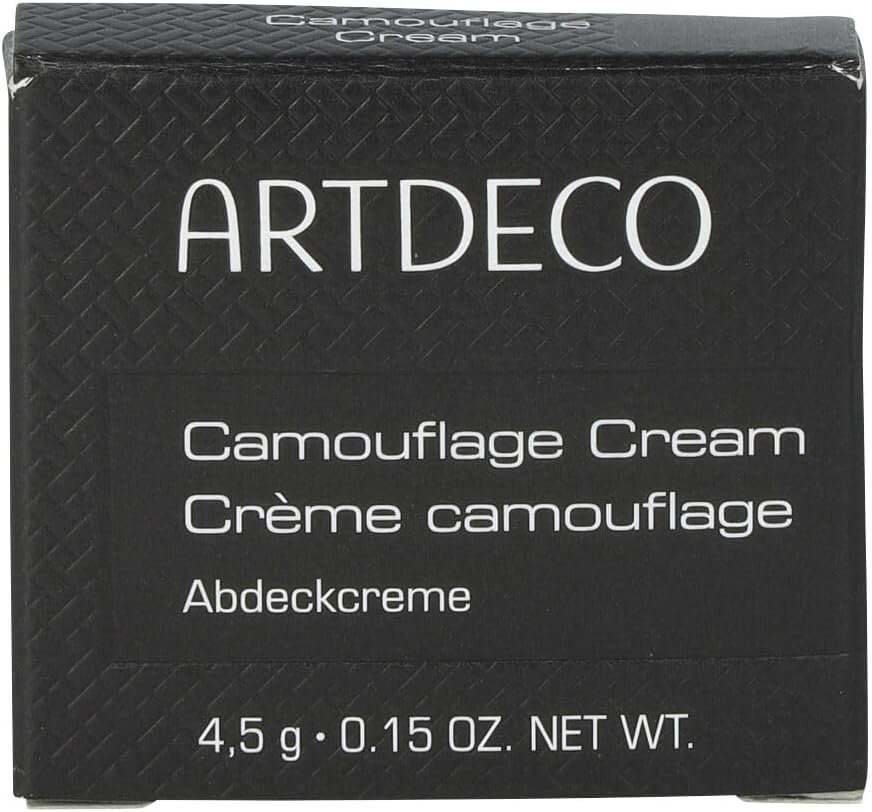 Camouflage
Cream
ARTDECO
Camouflage Cream
Crème camouflage
Abdeckcreme
4,5 g • 0.15 OZ. NET WT.